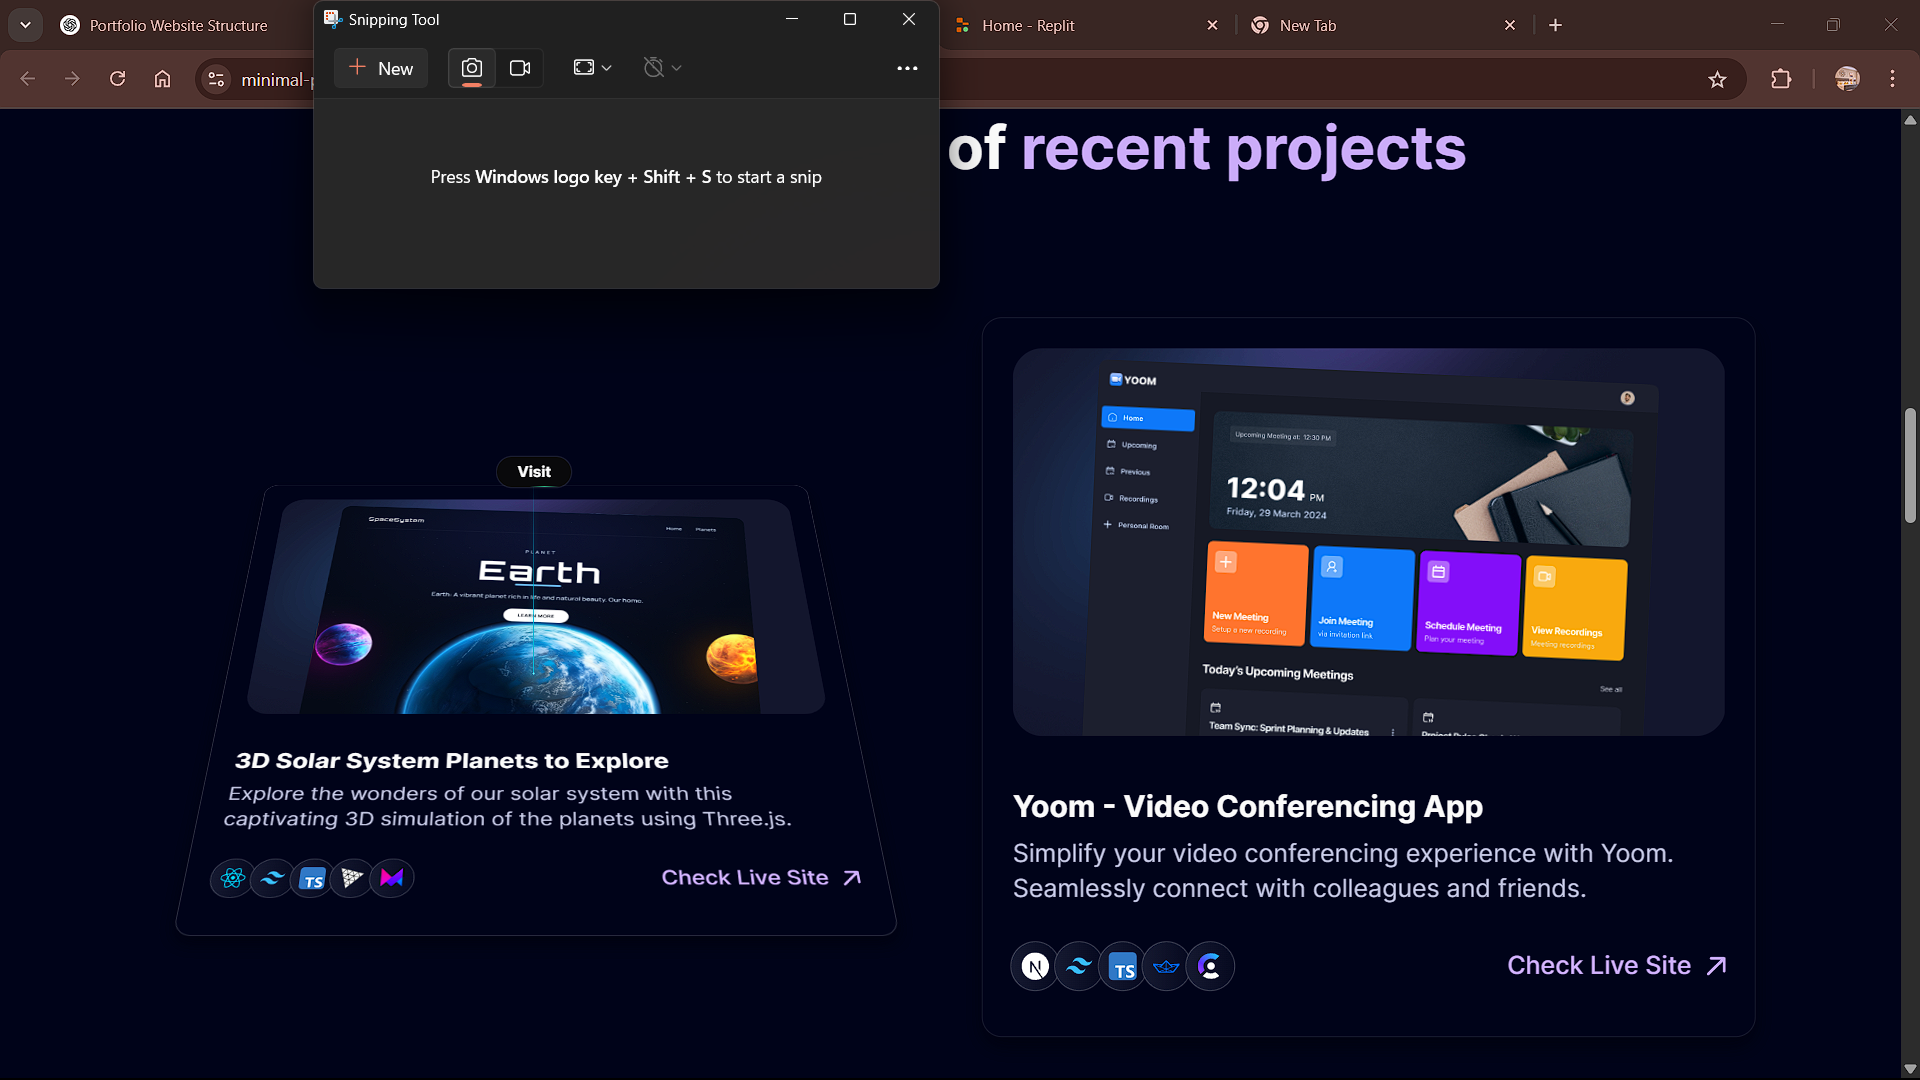 Portfolio Website Structure
Snipping Tool
Home - Replit
New Tab
New
minimal-p
Press Windows logo key + Shift + S to start a snip
of recent projects
Visit
SpaceSystem
Home
Planets
PLANET
Earth
Earth: A vibrant planet rich in life and natural beauty. Our home.
LEARN MORE
3D Solar System Planets to Explore
Explore the wonders of our solar system with this
captivating 3D simulation of the planets using Three.js.
TS
Check Live Site
YOOM
Home
Upcoming
Previous
Recordings
Personal Room
Upcoming Meeting at: 12:30 PM
12:04 PM
Friday, 29 March 2024
New Meeting
Setup a new recording
Join Meeting
via invitation link
Schedule Meeting
Plan your meeting
View Recordings
Meeting recordings
Today's Upcoming Meetings
See all
Team Sync: Sprint Planning & Updates
Yoom - Video Conferencing App
Simplify your video conferencing experience with Yoom.
Seamlessly connect with colleagues and friends.
N
TS
Check Live Site